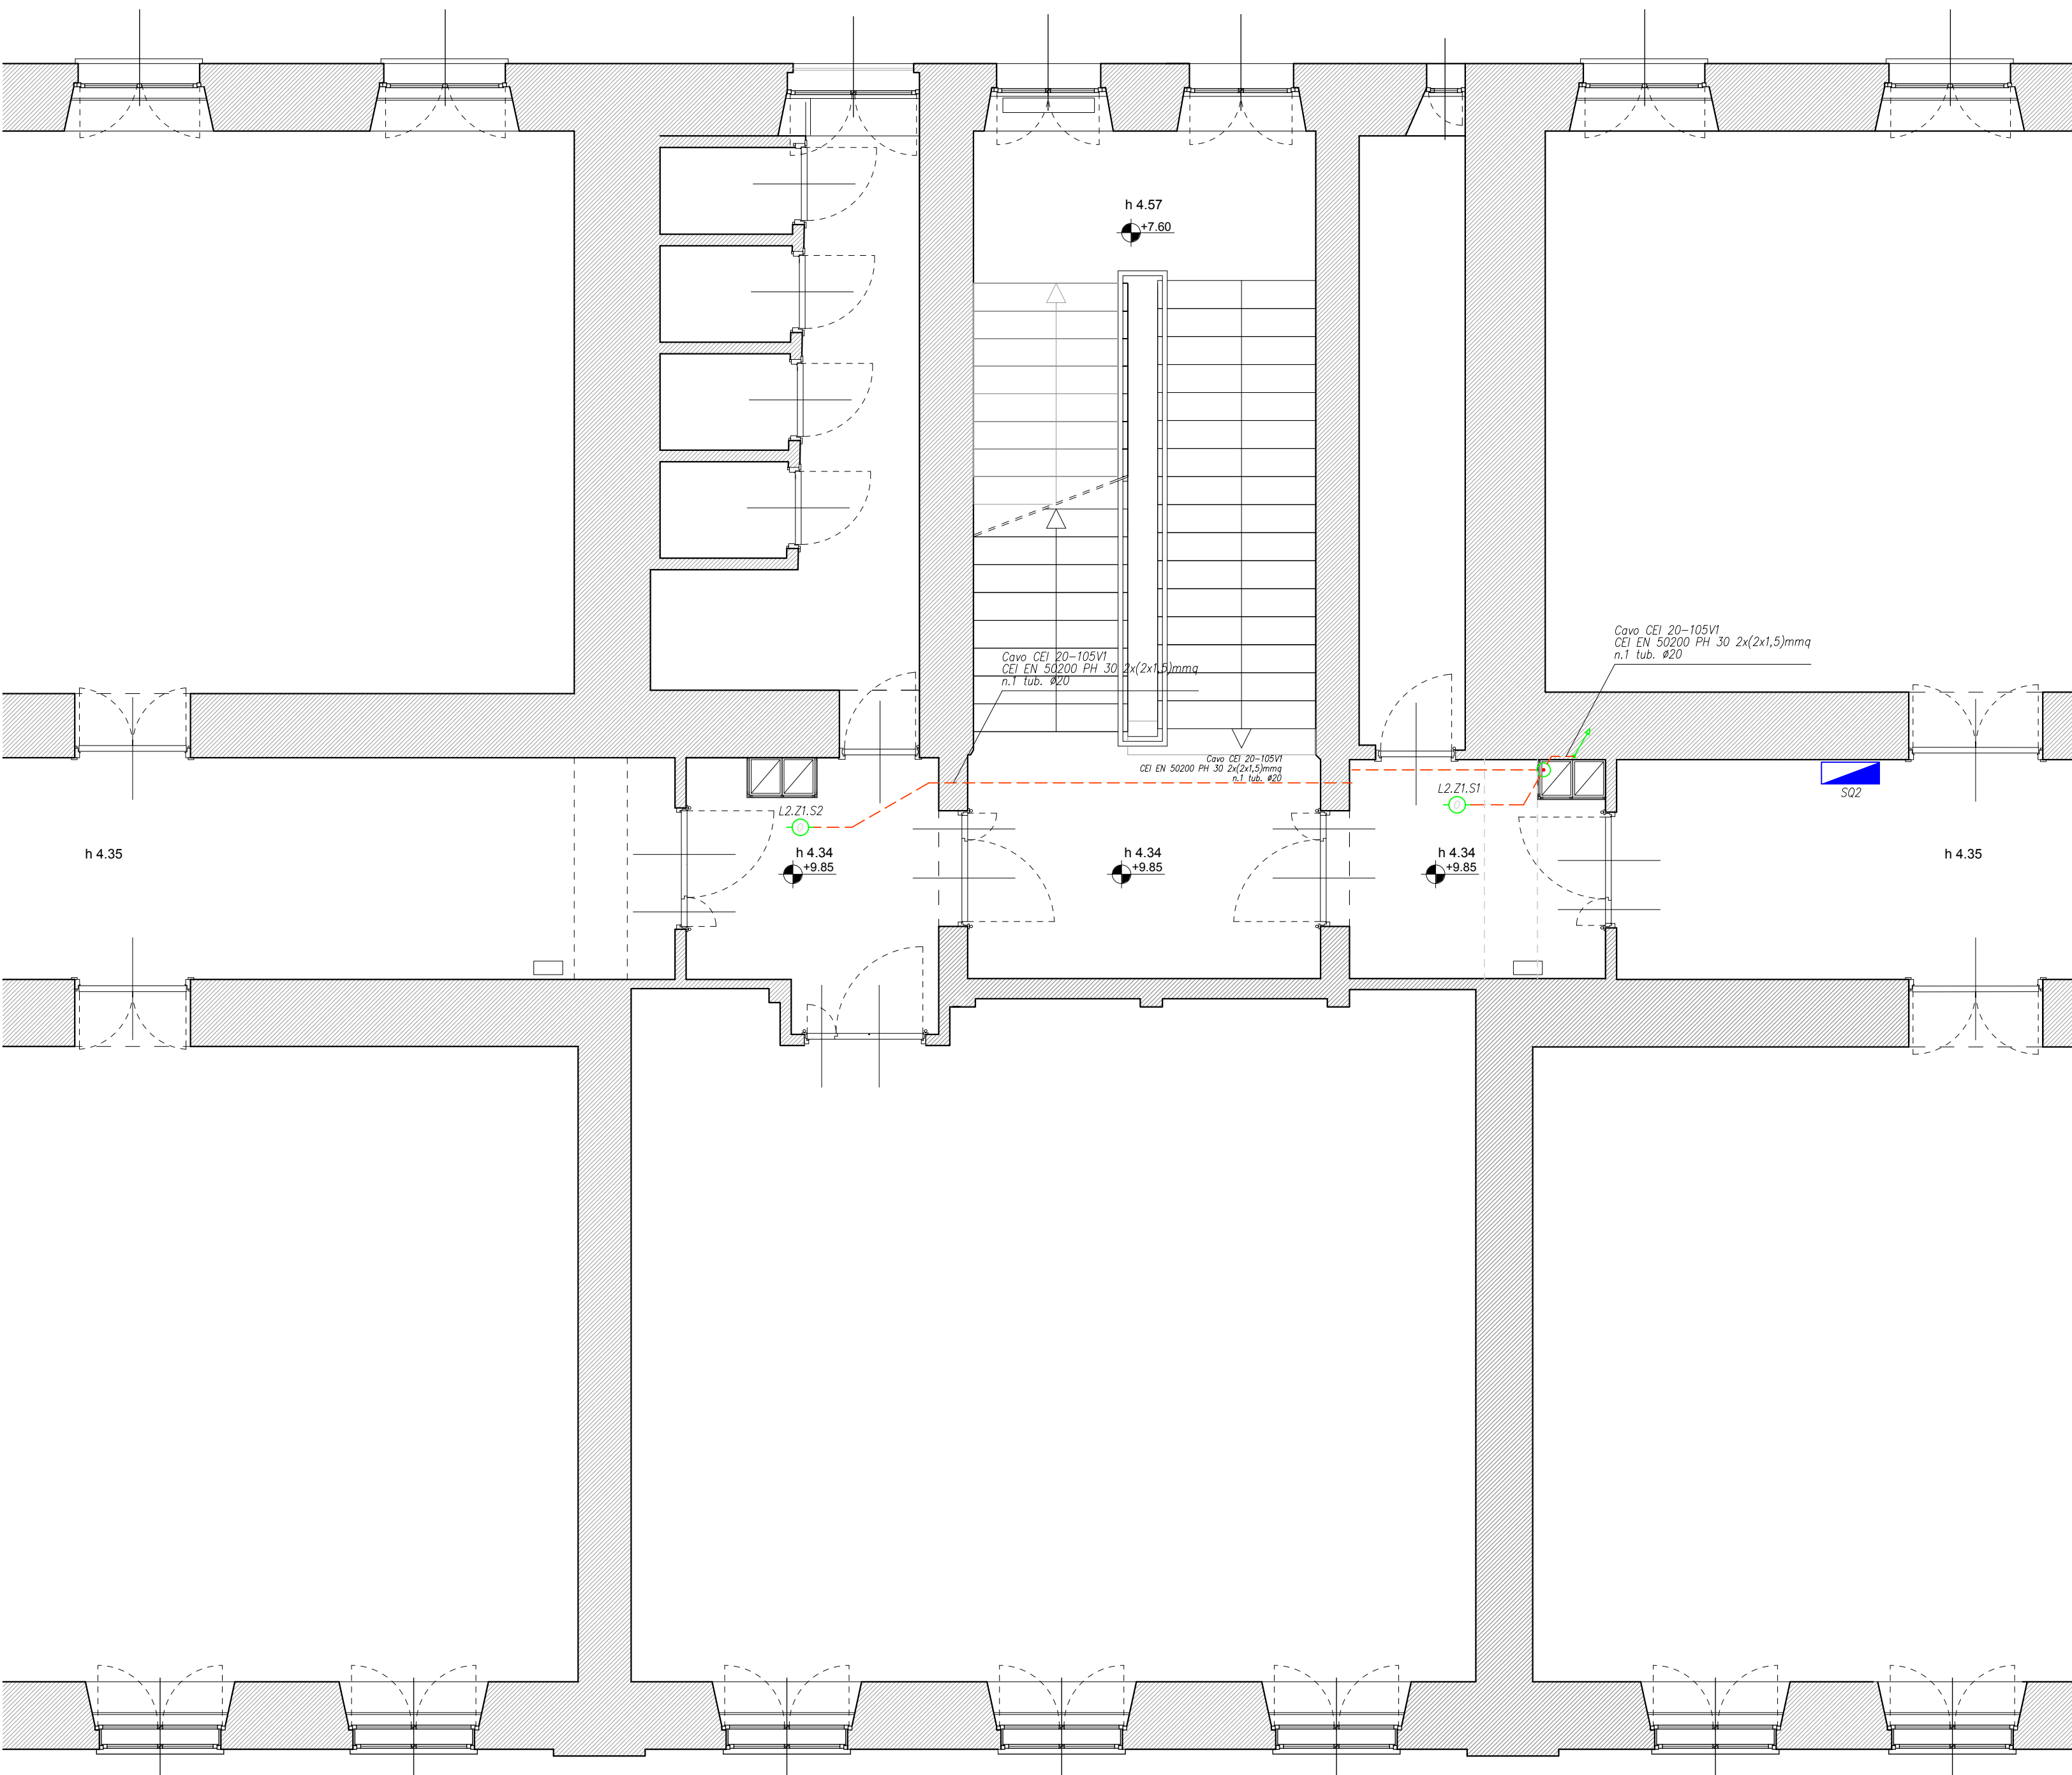 h 4.57
+7.60
Cavo CEI 20-105V1
CEI EN 50200 PH 30 2x(2x1,5)mmq
n.1 tub. Ø20
Cavo CEI 20-105V1
CEI EN 50200 PH 30 2x(2x1,5)mmq
n.1 tub. Ø20
Cavo CEI 20-105V1
CEI EN 50200 PH 30 2x(2x1,5)mmq
n.1 tub. Ø20
L2.Z1.S2
L2.Z1.S1
SQ2
h 4.35
h 4.34
+9.85
h 4.34
+9.85
h 4.34
+9.85
h 4.35